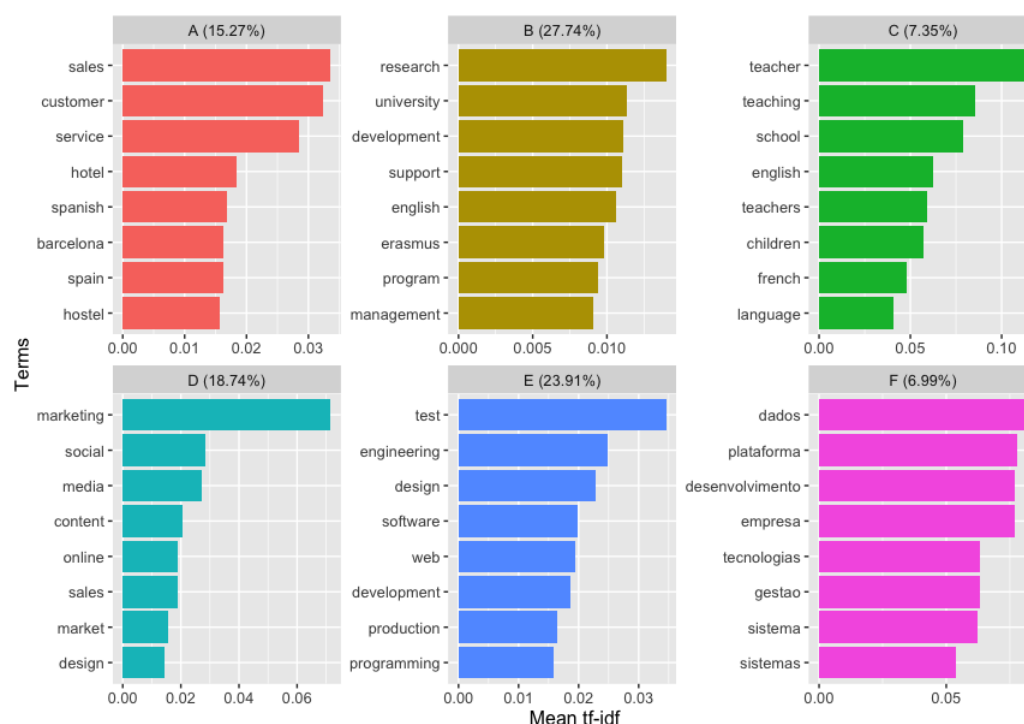 A (15.27%)
sales
customer
service
hotel
spanish
barcelona
spain
hostel
0.00 0.01 0.02 0.03
B (27.74%)
research
university
development
support
english
erasmus
program
management
0.000 0.005 0.010
C (7.35%)
teacher
teaching
school
english
teachers
children
french
language
0.00 0.05 0.10
Terms
D (18.74%)
marketing
social
media
content
online
sales
market
design
0.00 0.02 0.04 0.06
E (23.91%)
test
engineering
design
software
web
development
production
programming
0.00 0.01 0.02 0.03
F (6.99%)
dados
plataforma
desenvolvimento
empresa
tecnologias
gestao
sistema
sistemas
0.00 0.05
Mean tf-idf